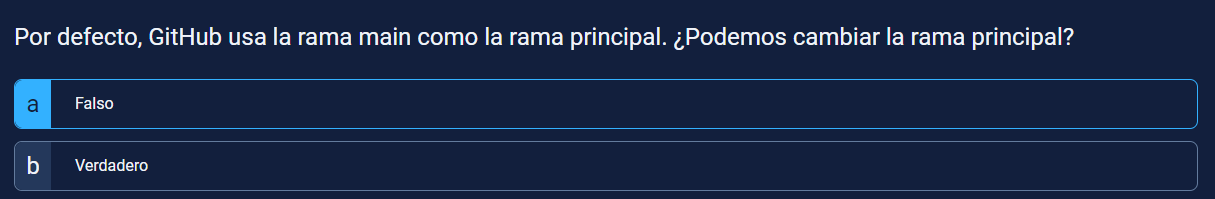 Por defecto, GitHub usa la rama main como la rama principal. ¿Podemos cambiar la rama principal?
a Falso
b Verdadero